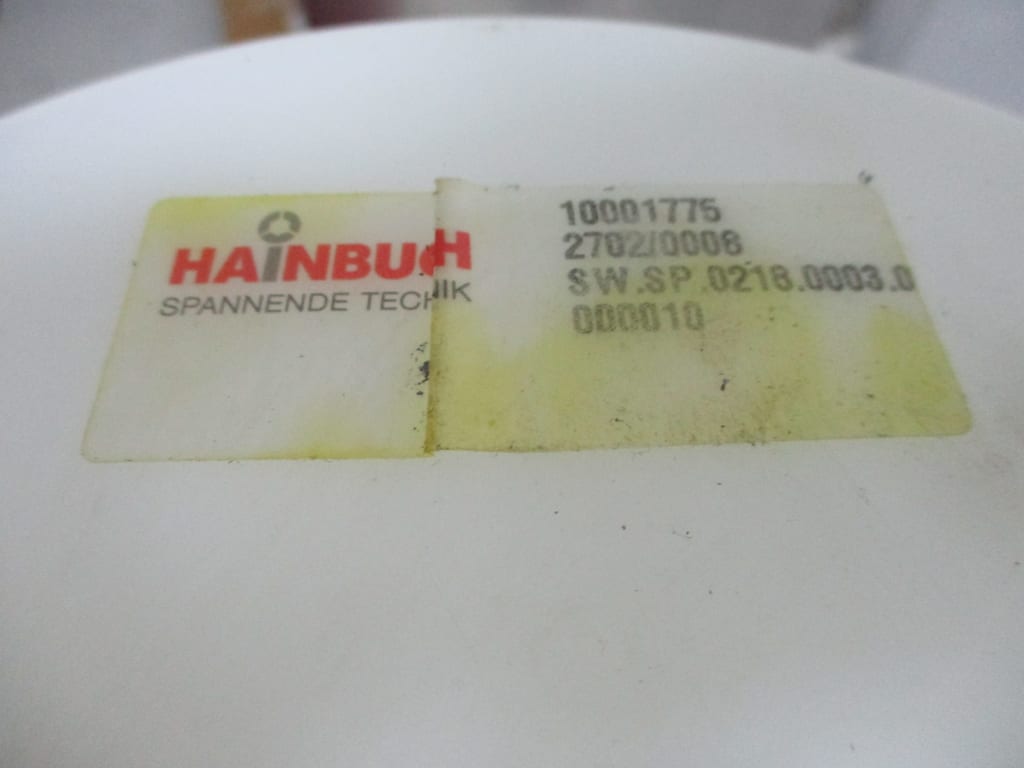 HAINBUCH
SPANNENDE TECHNIK
10001775
2702/0008
SW.SP.0218.0003.0
000010